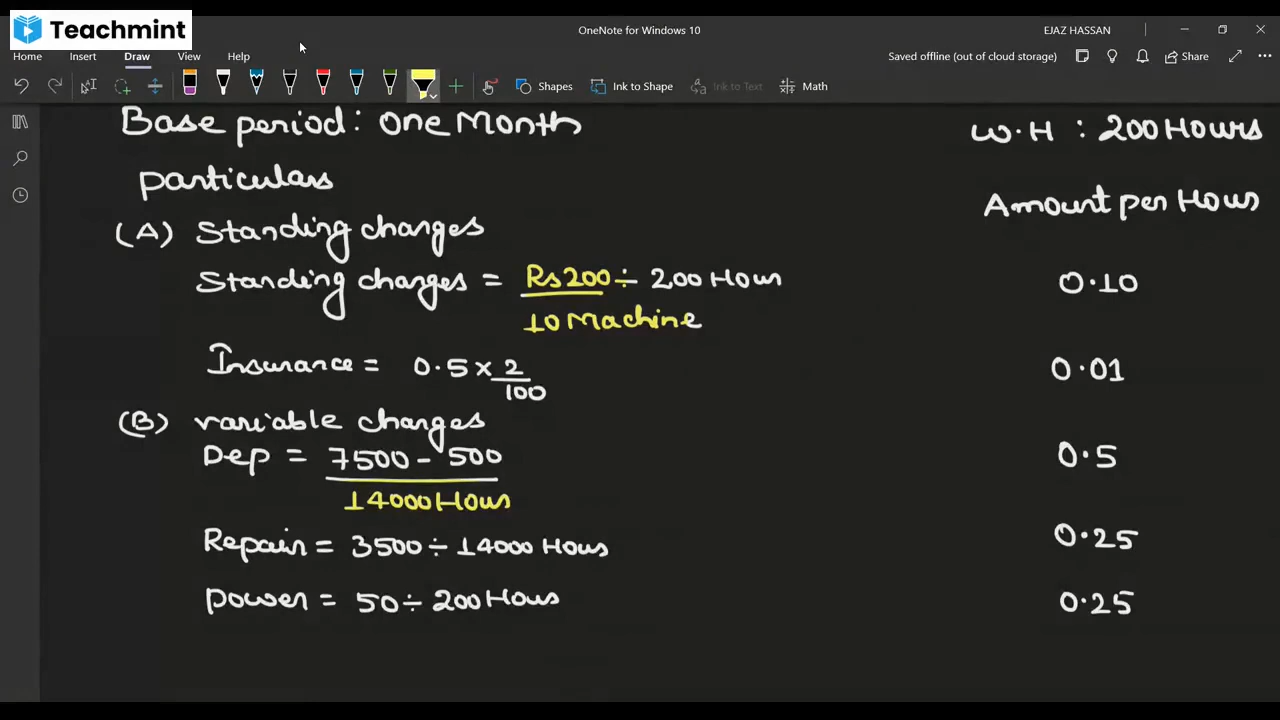 Teachmint
OneNote for Windows 10
EJAZ HASSAN
Home Insert Draw View Help
Saved offline (out of cloud storage)
Share
Shapes Ink to Shape Ink to Text Math
Base period: One Month
W.H : 200 Hours
particulars
Amount per Hour
(A) Standing charges
Standing charges = Rs200 ÷ 200 Hour 0.10
10 Machine
Insurance = 0.5 × 2 0.01
100
(B) variable charges
Dep = 7500 - 500 0.5
14000 Hous
Repair = 3500 ÷ 14000 Hous 0.25
power = 50 ÷ 200 Hous 0.25